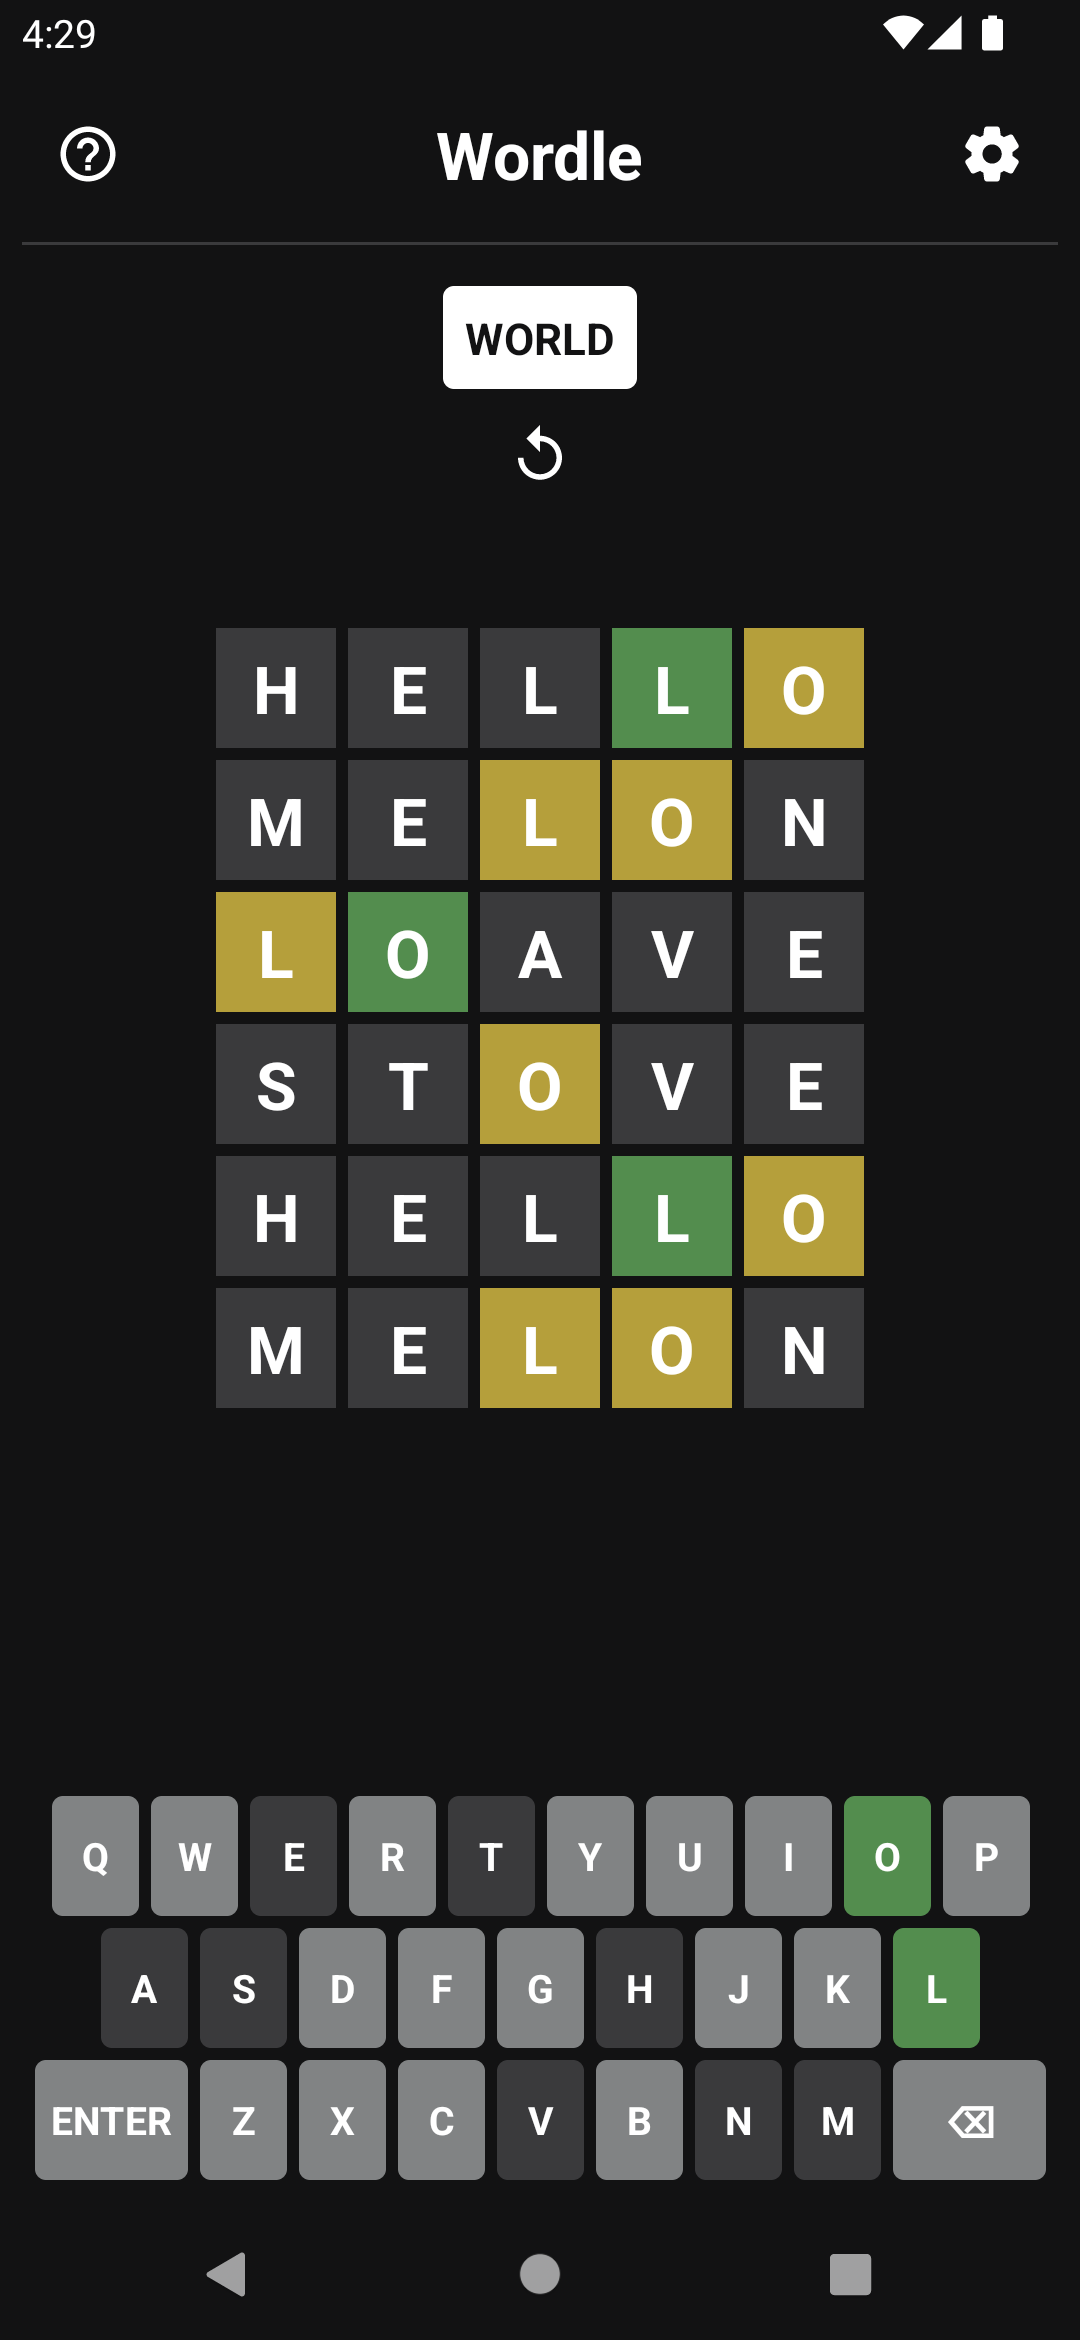 4:29
Wordle
WORLD
H E L L O
M E L O N
L O A V E
S T O V E
H E L L O
M E L O N
Q W E R T Y U I O P
A S D F G H J K L
ENTER Z X C V B N M